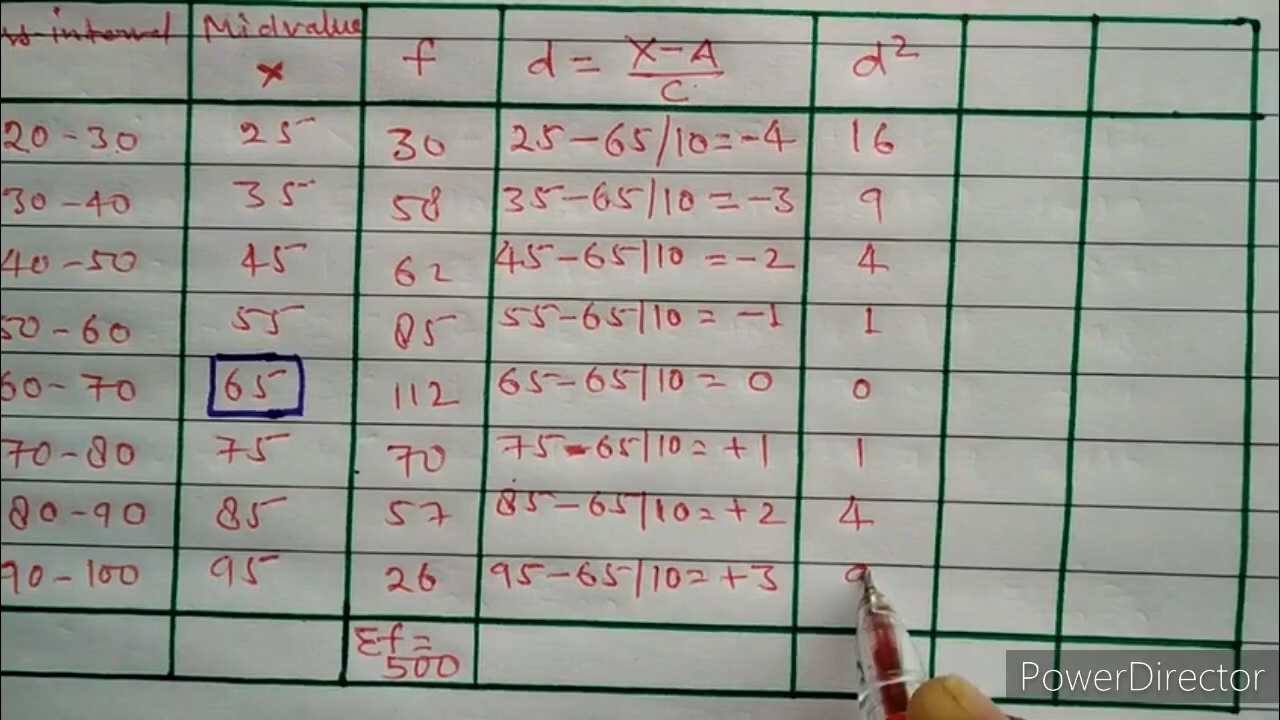 Mid value x f d = X-A/C d²
20-30 25 30 25-65/10=-4 16
30-40 35 58 35-65/10=-3 9
40-50 45 62 45-65/10=-2 4
50-60 55 85 55-65/10=-1 1
60-70 65 112 65-65/10=0 0
70-80 75 70 75-65/10=+1 1
80-90 85 57 85-65/10=+2 4
90-100 95 26 95-65/10=+3 9
Σf=500
PowerDirector